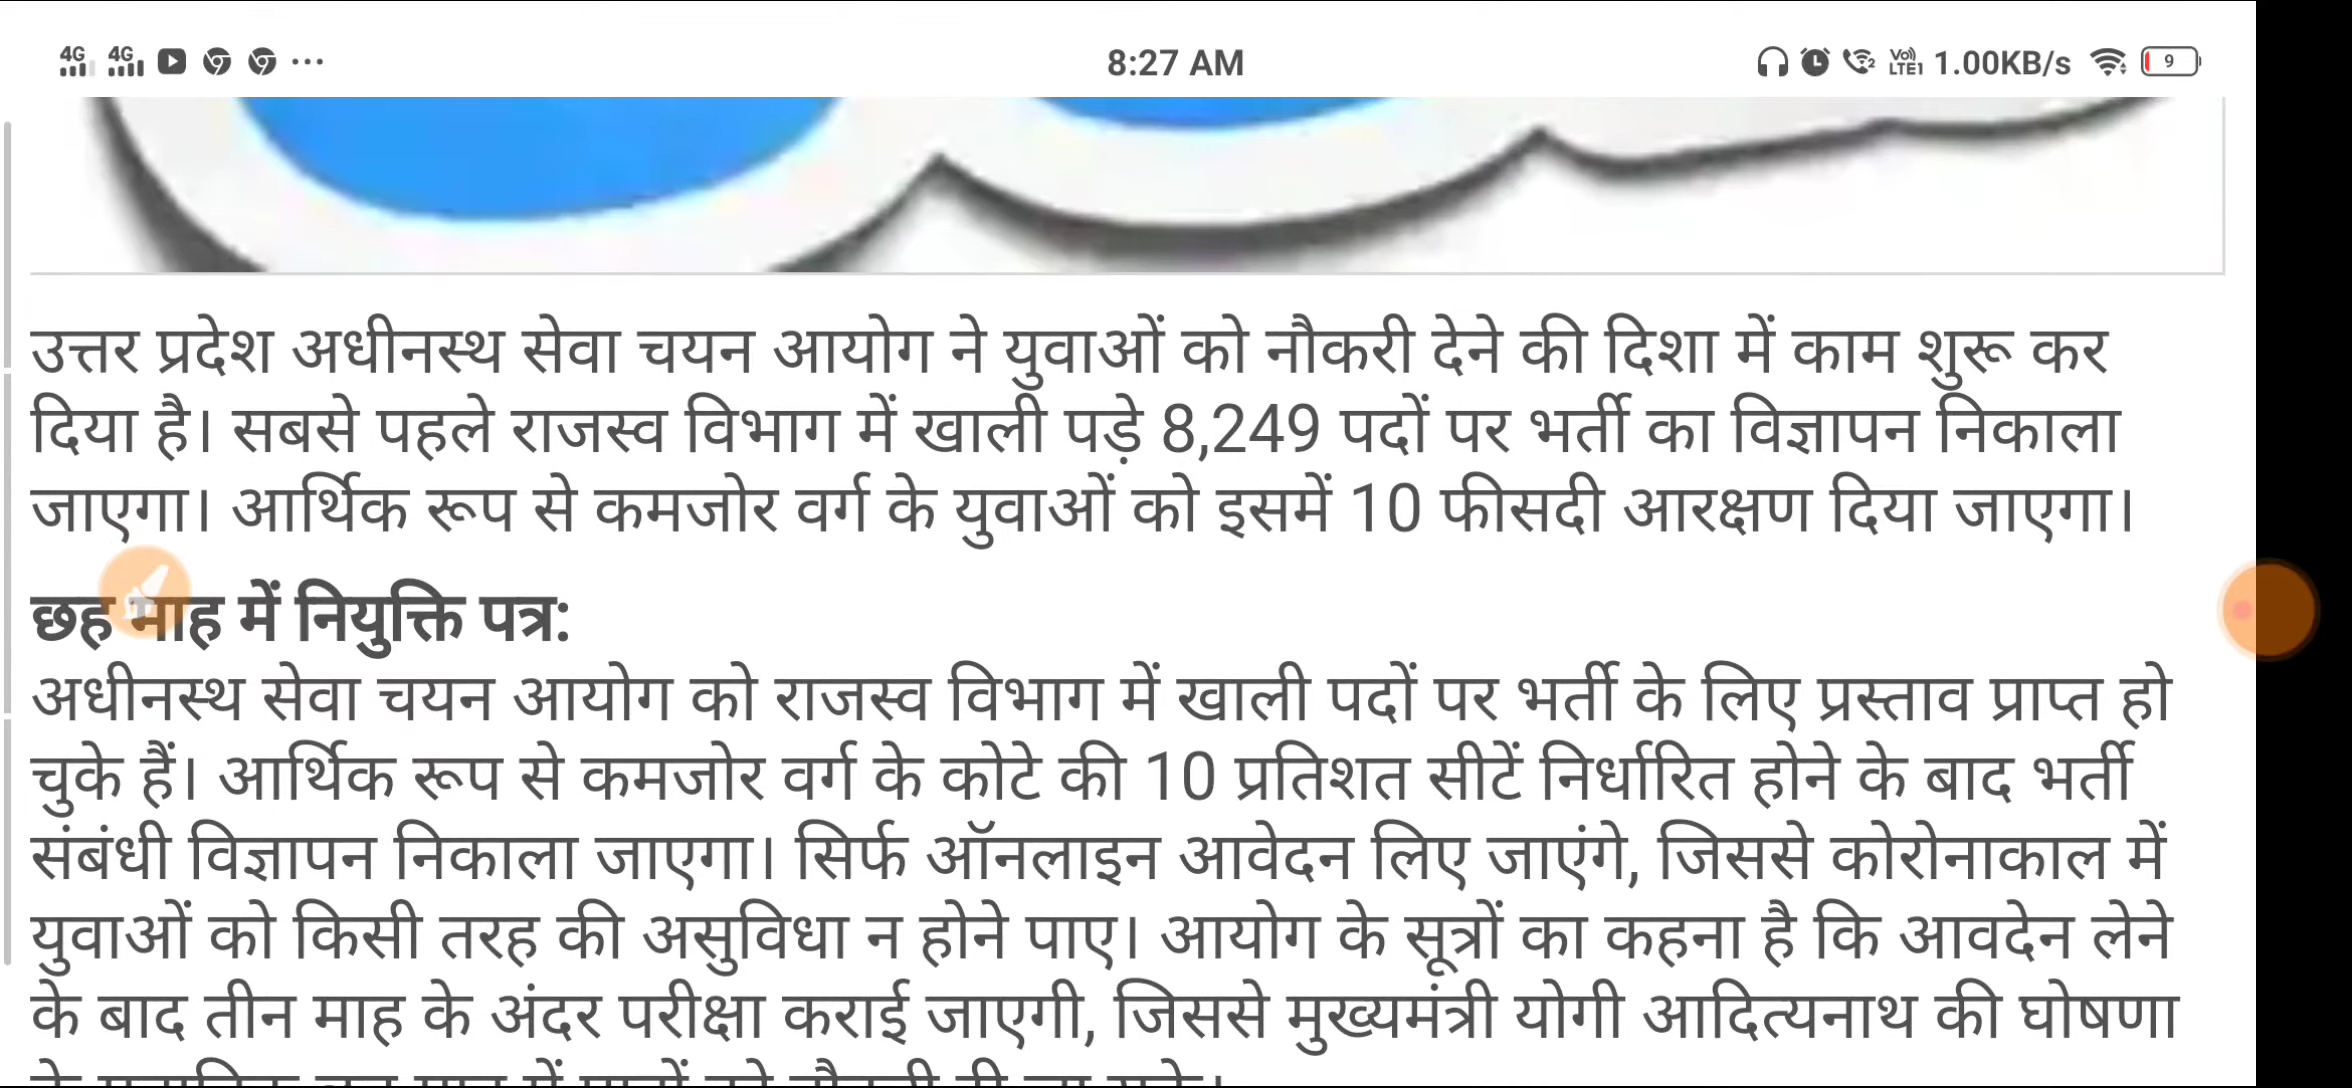 4G 4G 8:27 AM 2 Vo) LTE1 1.00KB/s 9
उत्तर प्रदेश अधीनस्थ सेवा चयन आयोग ने युवाओं को नौकरी देने की दिशा में काम शुरू कर
दिया है। सबसे पहले राजस्व विभाग में खाली पड़े 8,249 पदों पर भर्ती का विज्ञापन निकाला
जाएगा। आर्थिक रूप से कमजोर वर्ग के युवाओं को इसमें 10 फीसदी आरक्षण दिया जाएगा।
छह माह में नियुक्ति पत्र:
अधीनस्थ सेवा चयन आयोग को राजस्व विभाग में खाली पदों पर भर्ती के लिए प्रस्ताव प्राप्त हो
चुके हैं। आर्थिक रूप से कमजोर वर्ग के कोटे की 10 प्रतिशत सीटें निर्धारित होने के बाद भर्ती
संबंधी विज्ञापन निकाला जाएगा। सिर्फ ऑनलाइन आवेदन लिए जाएंगे, जिससे कोरोनाकाल में
युवाओं को किसी तरह की असुविधा न होने पाए। आयोग के सूत्रों का कहना है कि आवदेन लेने
के बाद तीन माह के अंदर परीक्षा कराई जाएगी, जिससे मुख्यमंत्री योगी आदित्यनाथ की घोषणा